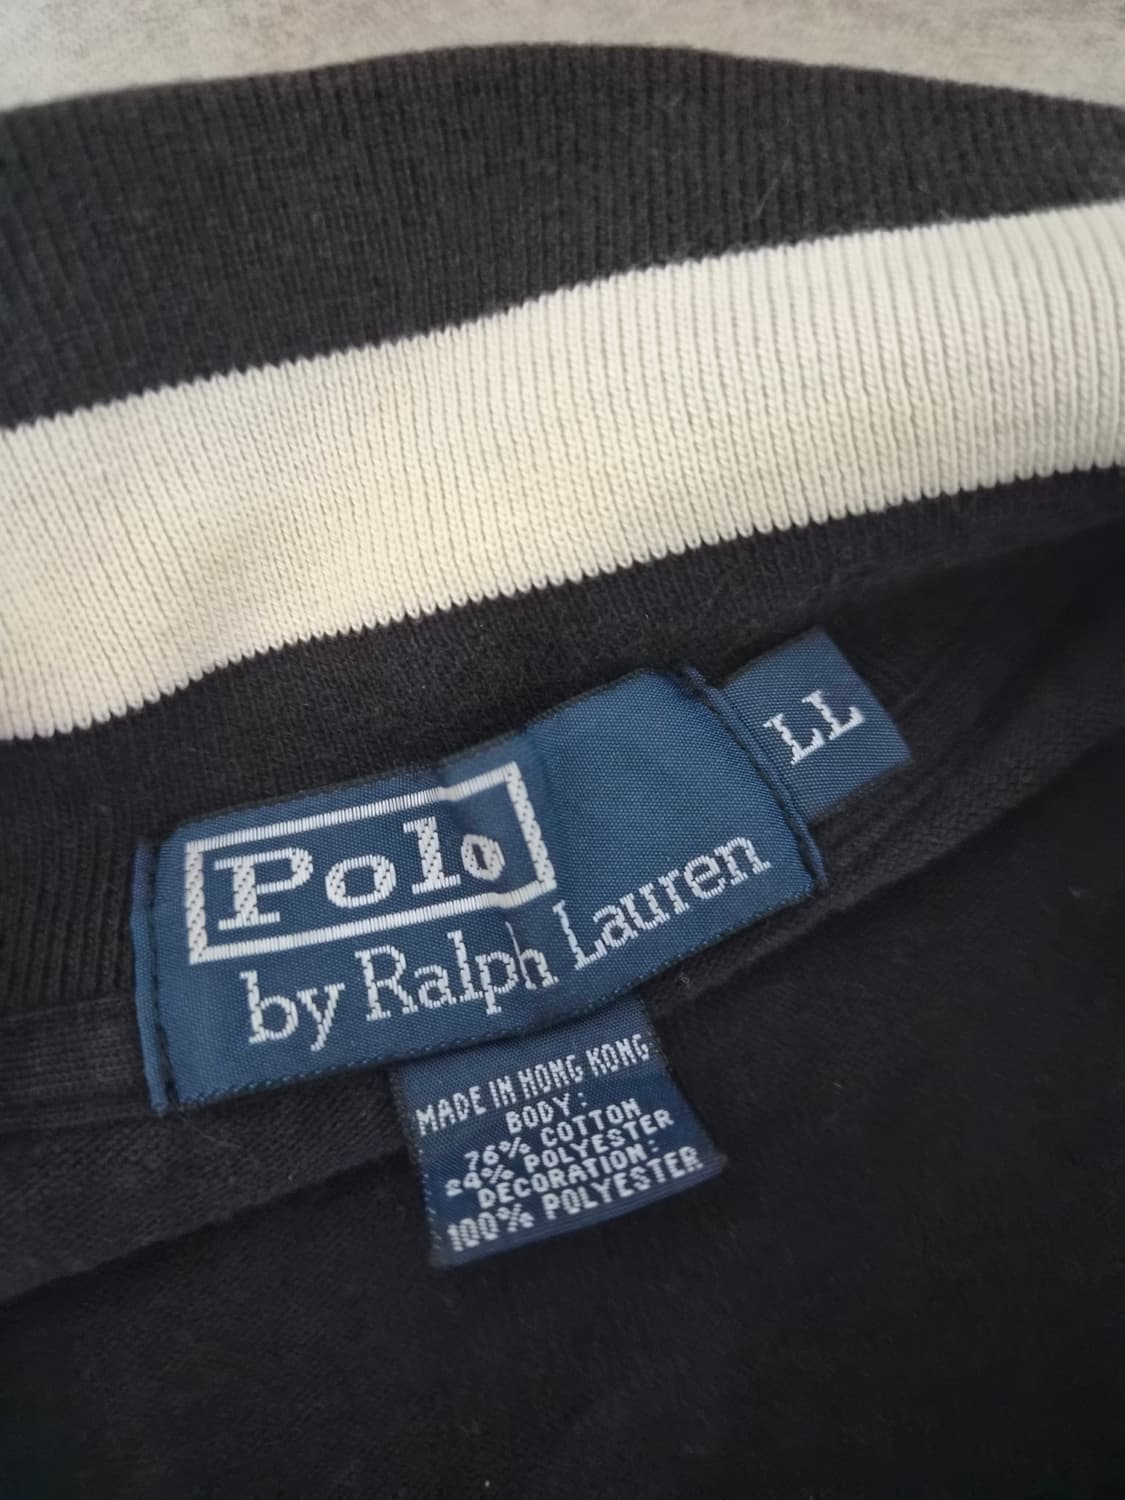 Polo
by Ralph Lauren
LL
MADE IN HONG KONG
BODY:
76% COTTON
24% POLYESTER
DECORATION:
100% POLYESTER